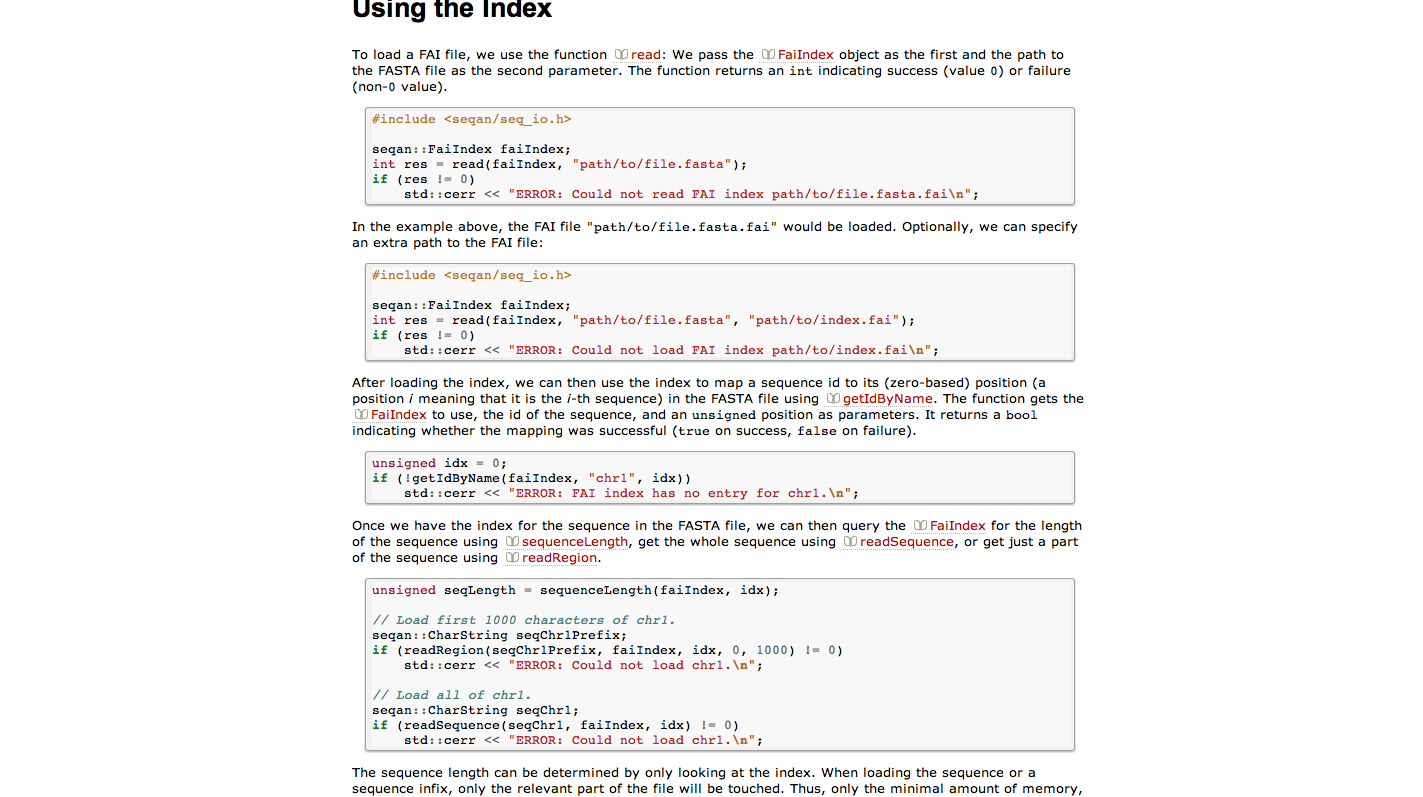 Using the Index
To load a FAI file, we use the function read: We pass the FaiIndex object as the first and the path to
the FASTA file as the second parameter. The function returns an int indicating success (value 0) or failure
(non-0 value).
#include <seqan/seq_io.h>
seqan::FaiIndex faiIndex;
int res = read(faiIndex, "path/to/file.fasta");
if (res != 0)
    std::cerr << "ERROR: Could not read FAI index path/to/file.fasta.fai\n";
In the example above, the FAI file "path/to/file.fasta.fai" would be loaded. Optionally, we can specify
an extra path to the FAI file:
#include <seqan/seq_io.h>
seqan::FaiIndex faiIndex;
int res = read(faiIndex, "path/to/file.fasta", "path/to/index.fai");
if (res != 0)
    std::cerr << "ERROR: Could not load FAI index path/to/index.fai\n";
After loading the index, we can then use the index to map a sequence id to its (zero-based) position (a
position i meaning that it is the i-th sequence) in the FASTA file using getIdByName. The function gets the
FaiIndex to use, the id of the sequence, and an unsigned position as parameters. It returns a bool
indicating whether the mapping was successful (true on success, false on failure).
unsigned idx = 0;
if (!getIdByName(faiIndex, "chr1", idx))
    std::cerr << "ERROR: FAI index has no entry for chr1.\n";
Once we have the index for the sequence in the FASTA file, we can then query the FaiIndex for the length
of the sequence using sequenceLength, get the whole sequence using readSequence, or get just a part
of the sequence using readRegion.
unsigned seqLength = sequenceLength(faiIndex, idx);
// Load first 1000 characters of chr1.
seqan::CharString seqChr1Prefix;
if (readRegion(seqChr1Prefix, faiIndex, idx, 0, 1000) != 0)
    std::cerr << "ERROR: Could not load chr1.\n";
// Load all of chr1.
seqan::CharString seqChr1;
if (readSequence(seqChr1, faiIndex, idx) != 0)
    std::cerr << "ERROR: Could not load chr1.\n";
The sequence length can be determined by only looking at the index. When loading the sequence or a
sequence infix, only the relevant part of the file will be touched. Thus, only the minimal amount of memory,